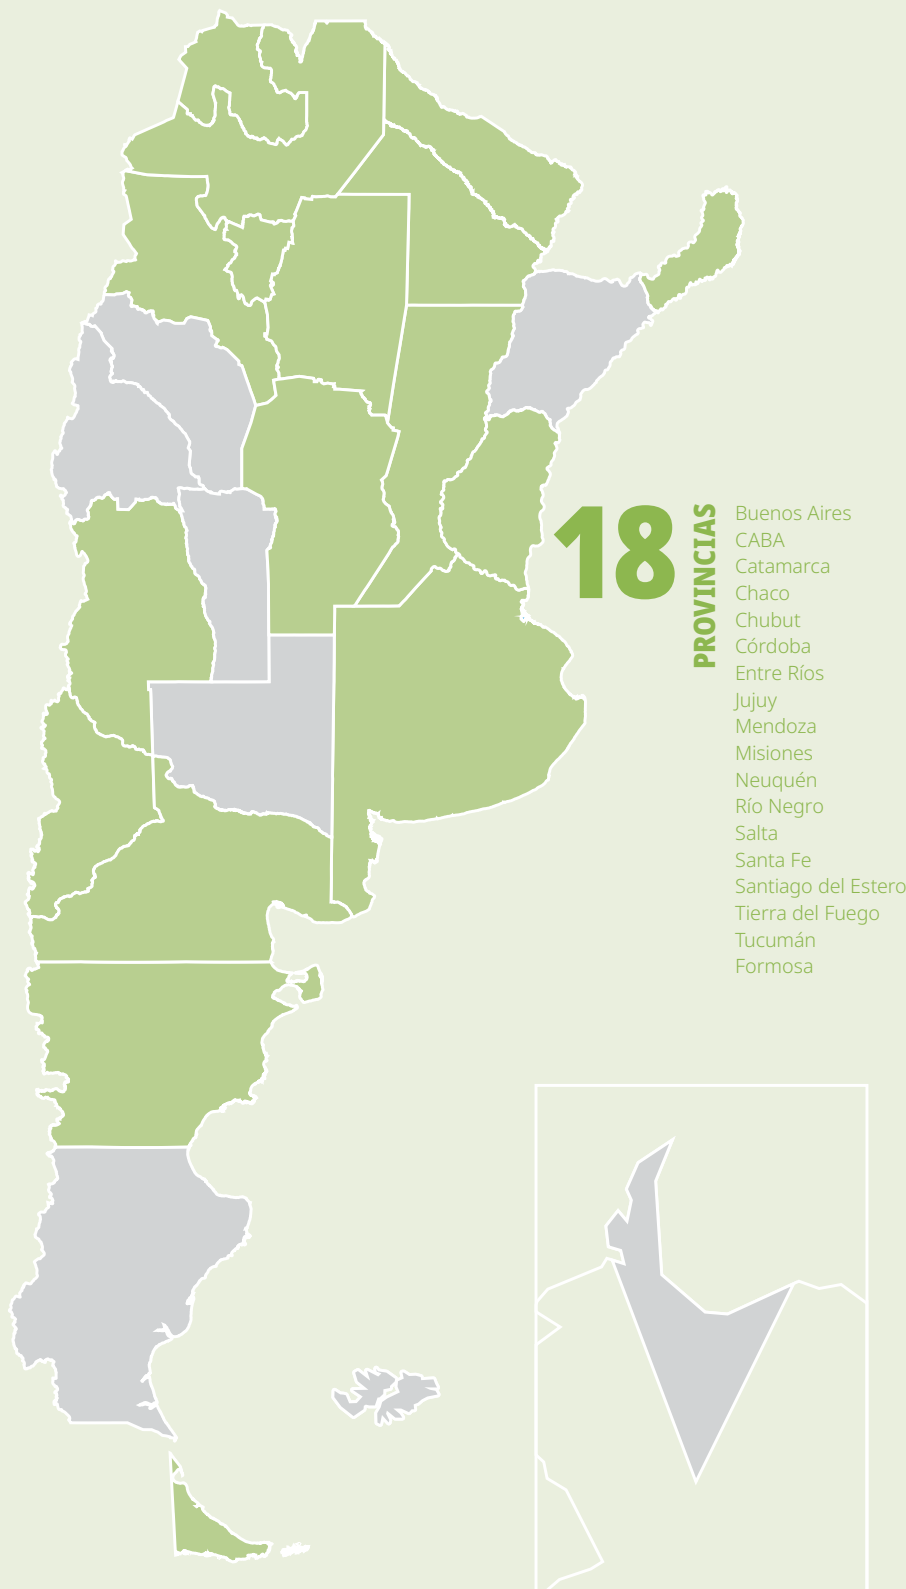 18
PROVINCIAS
Buenos Aires
CABA
Catamarca
Chaco
Chubut
Córdoba
Entre Ríos
Jujuy
Mendoza
Misiones
Neuquén
Río Negro
Salta
Santa Fe
Santiago del Estero
Tierra del Fuego
Tucumán
Formosa